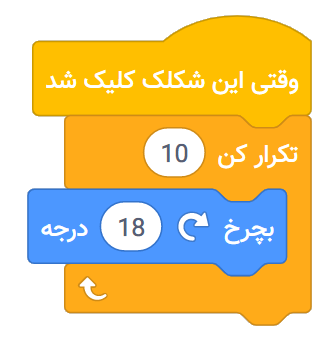 وقتی این شکلک کلیک شد
تکرار کن 10
بچرخ 18 درجه